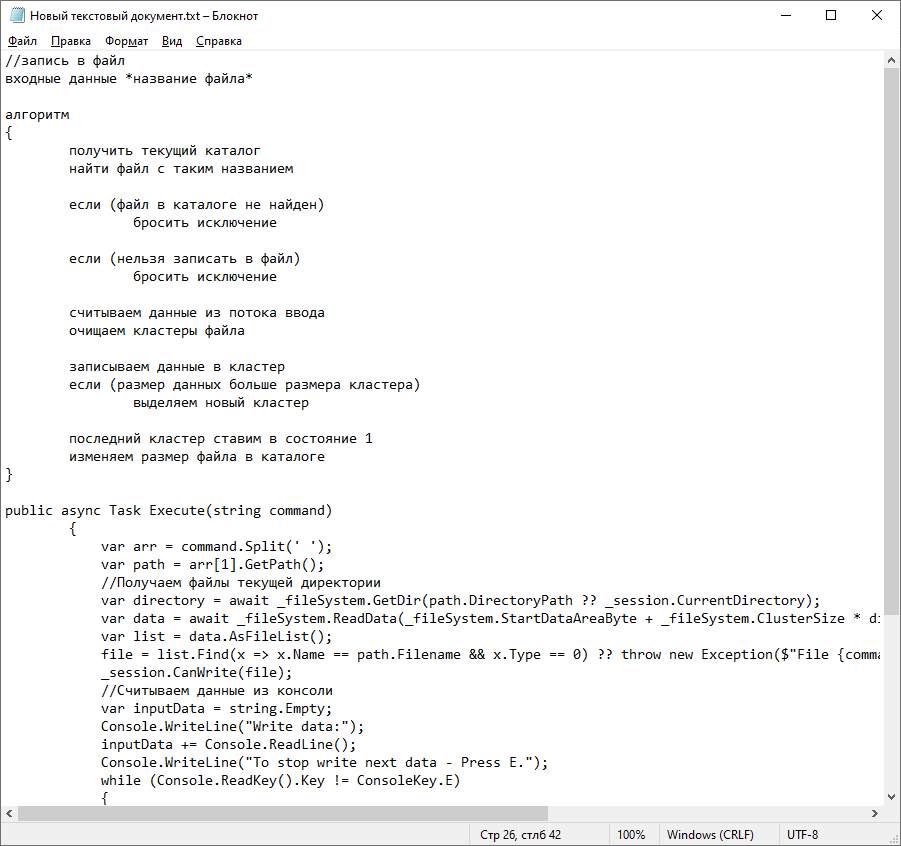 Новый текстовый документ.txt – Блокнот
Файл Правка Формат Вид Справка
//запись в файл
входные данные *название файла*

алгоритм
{
        получить текущий каталог
        найти файл с таким названием

        если (файл в каталоге не найден)
                бросить исключение

        если (нельзя записать в файл)
                бросить исключение

        считываем данные из потока ввода
        очищаем кластеры файла

        записываем данные в кластер
        если (размер данных больше размера кластера)
                выделяем новый кластер

        последний кластер ставим в состояние 1
        изменяем размер файла в каталоге
}

public async Task Execute(string command)
        {
            var arr = command.Split(' ');
            var path = arr[1].GetPath();
            //Получаем файлы текущей директории
            var directory = await _fileSystem.GetDir(path.DirectoryPath ?? _session.CurrentDirectory);
            var data = await _fileSystem.ReadData(_fileSystem.StartDataAreaByte + _fileSystem.ClusterSize * di
            var list = data.AsFileList();
            file = list.Find(x => x.Name == path.Filename && x.Type == 0) ?? throw new Exception($"File {comma
            _session.CanWrite(file);
            //Считываем данные из консоли
            var inputData = string.Empty;
            Console.WriteLine("Write data:");
            inputData += Console.ReadLine();
            Console.WriteLine("To stop write next data - Press E.");
            while (Console.ReadKey().Key != ConsoleKey.E)
            {
Стр 26, стлб 42 100% Windows (CRLF) UTF-8